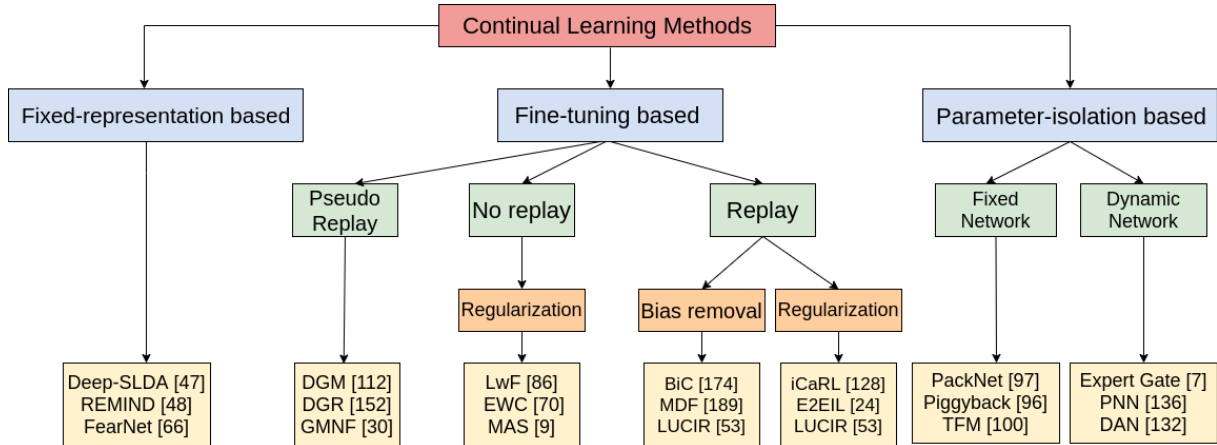 Continual Learning Methods
Fixed-representation based
Fine-tuning based
Parameter-isolation based
Pseudo
Replay
No replay
Replay
Fixed
Network
Dynamic
Network
Regularization
Bias removal
Regularization
Deep-SLDA [47]
REMIND [48]
FearNet [66]
DGM [112]
DGR [152]
GMNF [30]
LwF [86]
EWC [70]
MAS [9]
BiC [174]
MDF [189]
LUCIR [53]
iCaRL [128]
E2EIL [24]
LUCIR [53]
PackNet [97]
Piggyback [96]
TFM [100]
Expert Gate [7]
PNN [136]
DAN [132]